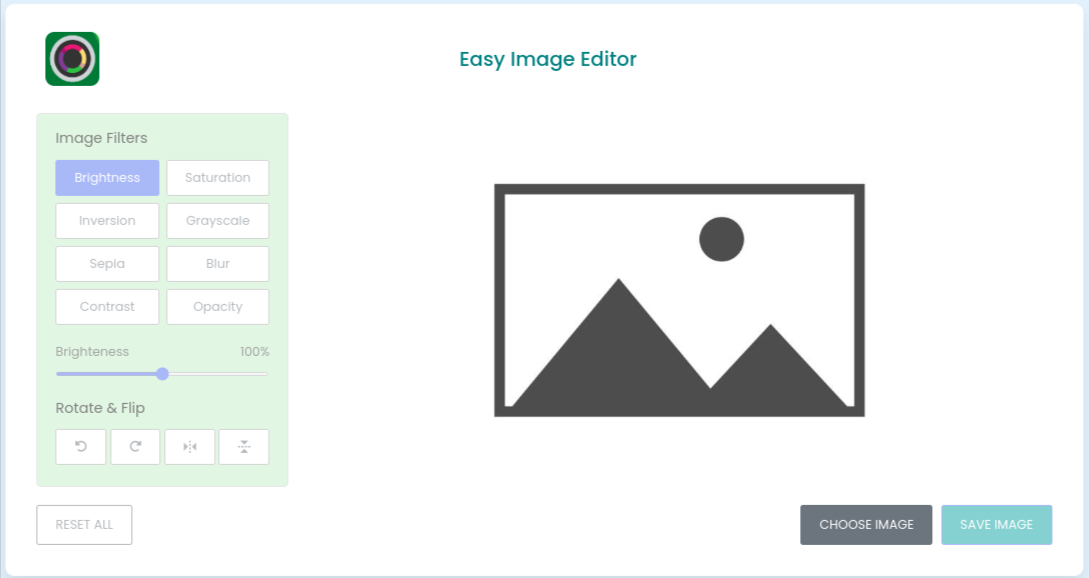 Easy Image Editor
Image Filters
Brightness Saturation
Inversion Grayscale
Sepia Blur
Contrast Opacity
Brighteness 100%
Rotate & Flip
RESET ALL CHOOSE IMAGE SAVE IMAGE